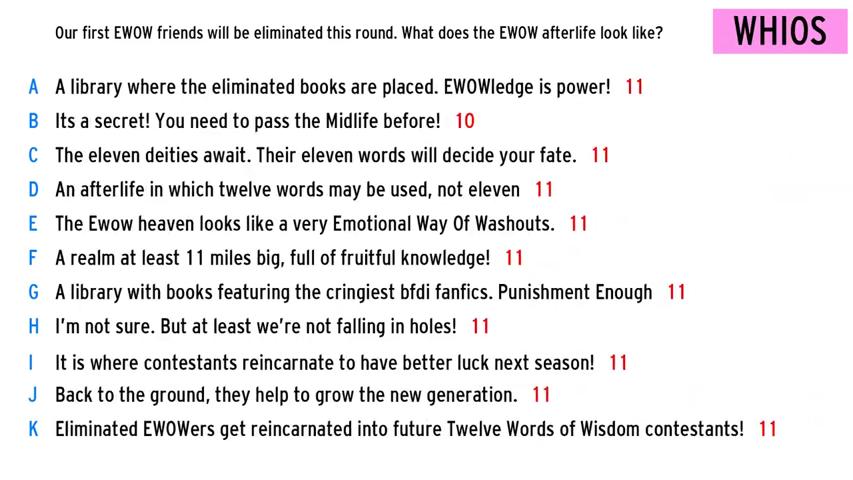 Our first EWOW friends will be eliminated this round. What does the EWOW afterlife look like?
WHIOS
A A library where the eliminated books are placed. EWOWledge is power! 11
B Its a secret! You need to pass the Midlife before! 10
C The eleven deities await. Their eleven words will decide your fate. 11
D An afterlife in which twelve words may be used, not eleven 11
E The Ewow heaven looks like a very Emotional Way Of Washouts. 11
F A realm at least 11 miles big, full of fruitful knowledge! 11
G A library with books featuring the cringiest bfdi fanfics. Punishment Enough 11
H I'm not sure. But at least we're not falling in holes! 11
I It is where contestants reincarnate to have better luck next season! 11
J Back to the ground, they help to grow the new generation. 11
K Eliminated EWOWers get reincarnated into future Twelve Words of Wisdom contestants! 11